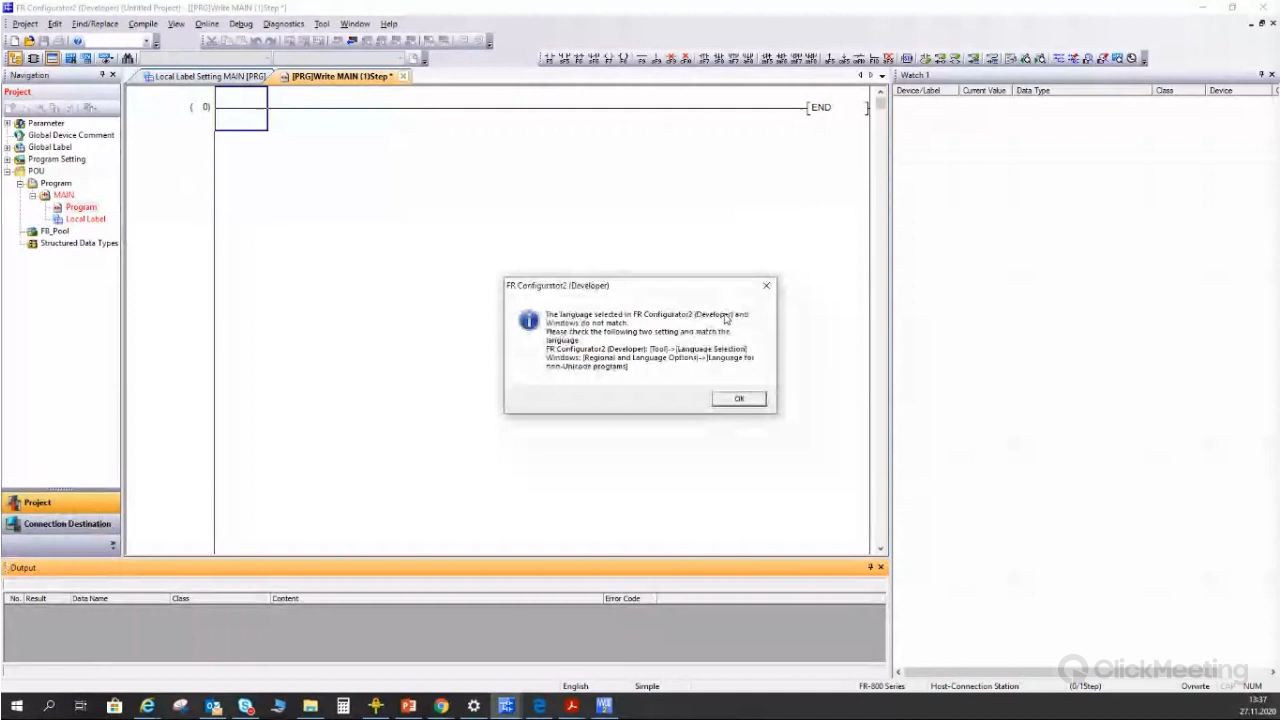 FR Configurator2 (Developer) (Untitled Project) - [[PRG]Write MAIN (1)Step *]
Project Edit Find/Replace Compile View Online Debug Diagnostics Tool Window Help
Navigation
Local Label Setting MAIN [PRG]
[PRG]Write MAIN (1)Step *
Watch 1
Project
Device/Label Current Value Data Type Class Device C
( 0)
END
Parameter
Global Device Comment
Global Label
Program Setting
POU
Program
MAIN
Program
Local Label
FB_Pool
Structured Data Types
FR Configurator2 (Developer)
The language selected in FR Configurator2 (Developer) and
Windows do not match.
Please check the following two setting and match the
language
FR Configurator2 (Developer): [Tool]->[Language Selection]
Windows: [Regional and Language Options]->[Language for
non-Unicode programs]
OK
Project
Connection Destination
Output
No. Result Data Name Class Content Error Code
ClickMeeting
English Simple FR-800 Series Host-Connection Station (0/1Step) Ovrwrte CAP NUM
13:37
27.11.2020